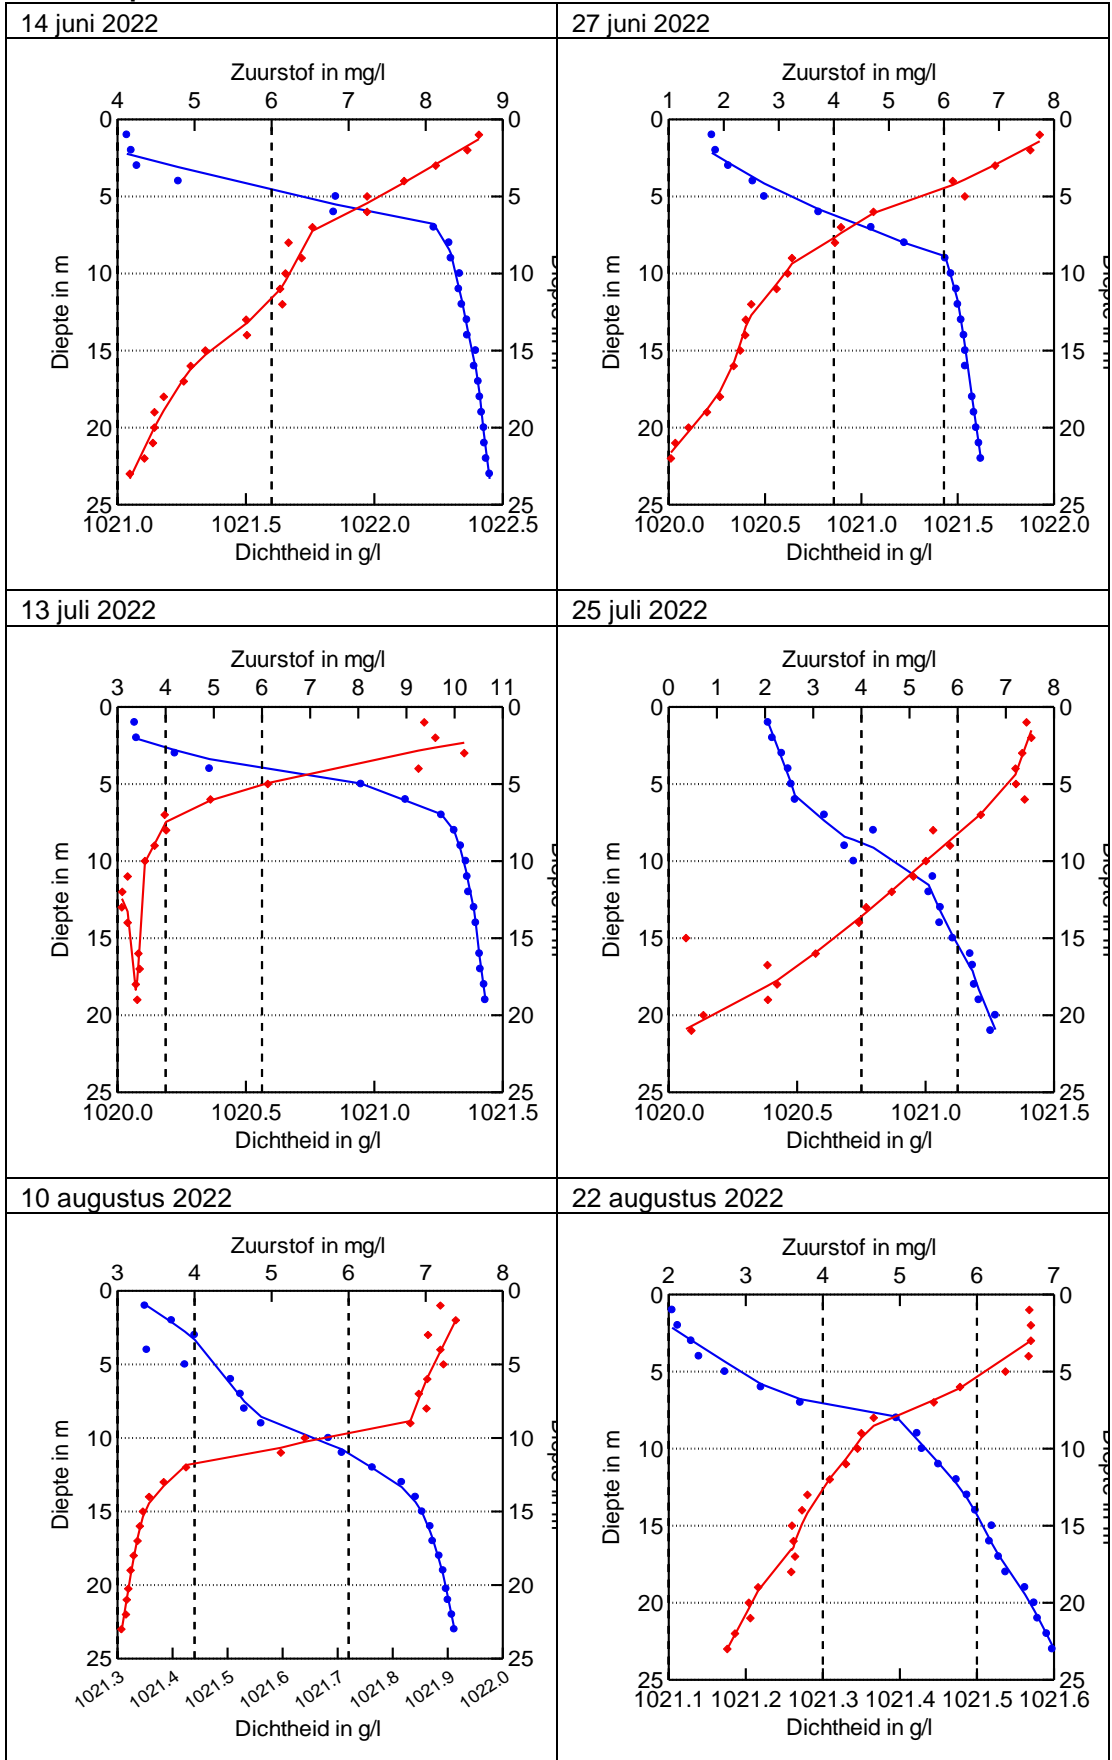 14 juni 2022
27 juni 2022
Zuurstof in mg/l
4 5 6 7 8 9
0 5 10 15 20 25
0 5 10 15 20 25
Diepte in m
Diepte in m
1021.0 1021.5 1022.0 1022.5
Dichtheid in g/l
Zuurstof in mg/l
1 2 3 4 5 6 7 8
0 5 10 15 20 25
0 5 10 15 20 25
Diepte in m
Diepte in m
1020.0 1020.5 1021.0 1021.5 1022.0
Dichtheid in g/l
13 juli 2022
25 juli 2022
Zuurstof in mg/l
3 4 5 6 7 8 9 10 11
0 5 10 15 20 25
0 5 10 15 20 25
Diepte in m
Diepte in m
1020.0 1020.5 1021.0 1021.5
Dichtheid in g/l
Zuurstof in mg/l
0 1 2 3 4 5 6 7 8
0 5 10 15 20 25
0 5 10 15 20 25
Diepte in m
Diepte in m
1020.0 1020.5 1021.0 1021.5
Dichtheid in g/l
10 augustus 2022
22 augustus 2022
Zuurstof in mg/l
3 4 5 6 7 8
0 5 10 15 20 25
0 5 10 15 20 25
Diepte in m
Diepte in m
1021.3 1021.4 1021.5 1021.6 1021.7 1021.8 1021.9 1022.0
Dichtheid in g/l
Zuurstof in mg/l
2 3 4 5 6 7
0 5 10 15 20 25
0 5 10 15 20 25
Diepte in m
Diepte in m
1021.1 1021.2 1021.3 1021.4 1021.5 1021.6
Dichtheid in g/l